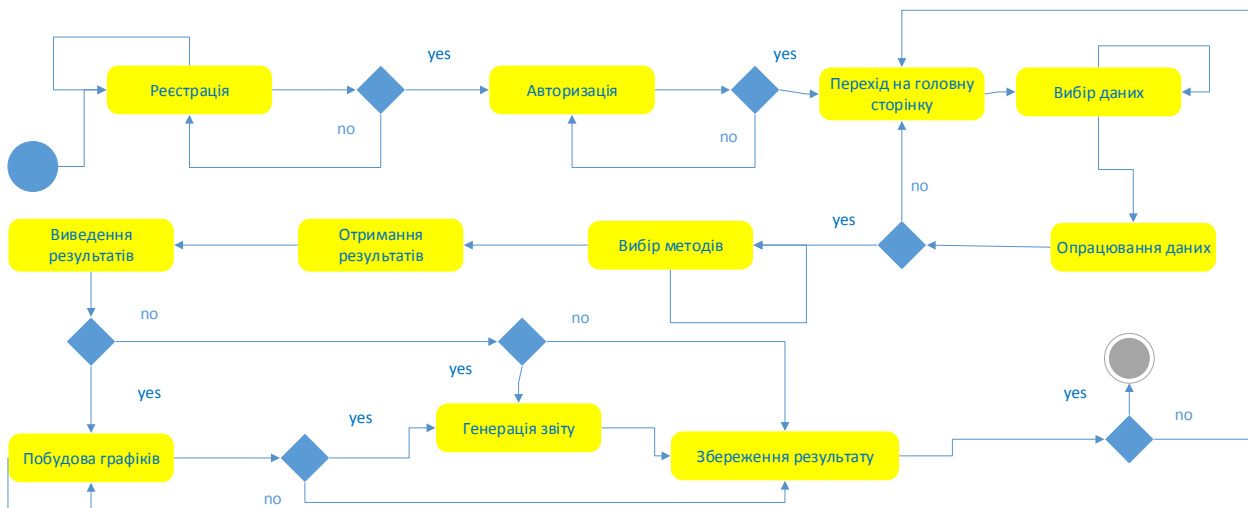 yes
yes
Реєстрація
Авторизація
Перехід на головну
сторінку
Вибір даних
no
no
no
yes
Виведення
результатів
Отримання
результатів
Вибір методів
Опрацювання даних
no
no
yes
yes
yes
yes
no
Генерація звіту
Побудова графіків
Збереження результату
no